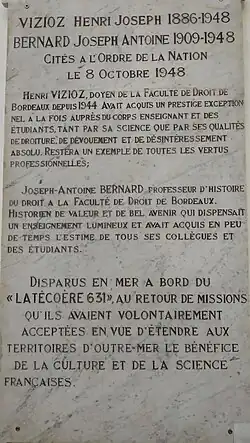 VIZIOZ HENRI JOSEPH 1886-1948
BERNARD JOSEPH ANTOINE 1909-1948
CITÉS A L'ORDRE DE LA NATION
LE 8 OCTOBRE 1948
HENRI VIZIOZ, DOYEN DE LA FACULTÉ DE DROIT DE
BORDEAUX DEPUIS 1944 AVAIT ACQUIS UN PRESTIGE EXCEPTION
NEL A LA FOIS AUPRÈS DU CORPS ENSEIGNANT ET DES
ÉTUDIANTS, TANT PAR SA SCIENCE QUE PAR SES QUALITÉS
DE DROITURE, DE DÉVOUEMENT ET DE DÉSINTÉRESSEMENT
ABSOLU. RESTERA UN EXEMPLE DE TOUTES LES VERTUS
PROFESSIONNELLES;
JOSEPH-ANTOINE BERNARD PROFESSEUR D'HISTOIRE
DU DROIT A LA FACULTÉ DE DROIT DE BORDEAUX.
HISTORIEN DE VALEUR ET DE BEL AVENIR QUI DISPENSAIT
UN ENSEIGNEMENT LUMINEUX ET AVAIT ACQUIS EN PEU
DE TEMPS L'ESTIME DE TOUS SES COLLÈGUES ET
DES ÉTUDIANTS.
DISPARUS EN MER A BORD DU
«LATÉCOÈRE 631», AU RETOUR DE MISSIONS
QU'ILS AVAIENT VOLONTAIREMENT
ACCEPTÉES EN VUE D'ÉTENDRE AUX
TERRITOIRES D'OUTRE-MER LE BÉNÉFICE
DE LA CULTURE ET DE LA SCIENCE
FRANÇAISES.